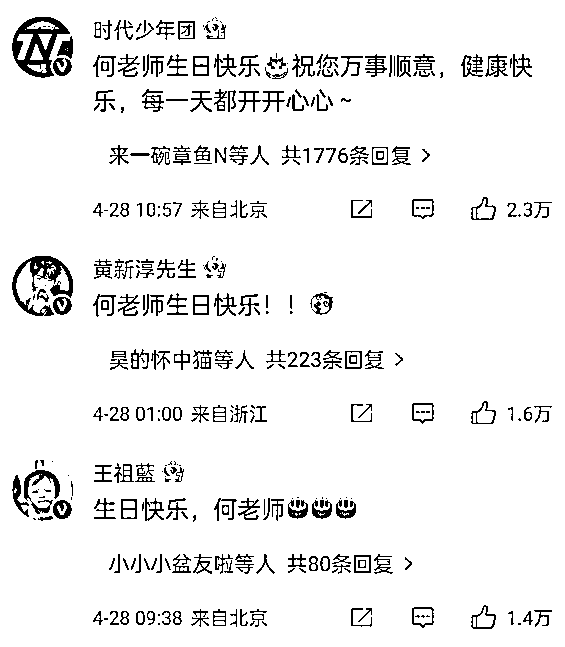 时代少年团
何老师生日快乐🎂祝您万事顺意，健康快
乐，每一天都开开心心～
来一碗章鱼N等人 共1776条回复 >
4-28 10:57 来自北京 2.3万
黄新淳先生
何老师生日快乐！！
昊的怀中猫等人 共223条回复 >
4-28 01:00 来自浙江 1.6万
王祖蓝
生日快乐，何老师🎂🎂🎂
小小小盆友啦等人 共80条回复 >
4-28 09:38 来自北京 1.4万